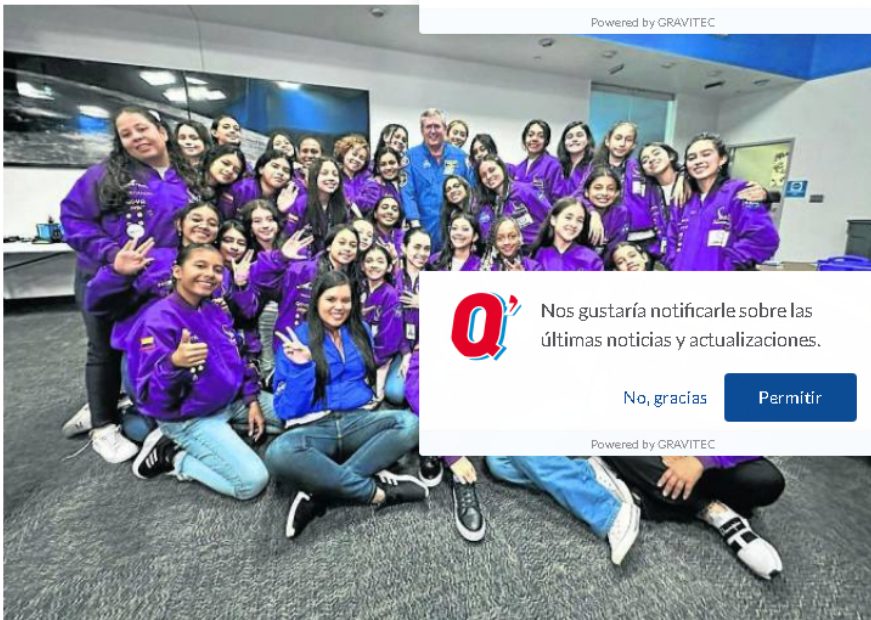 Powered by GRAVITEC
Q'
Nos gustaría notificarle sobre las
últimas noticias y actualizaciones.
No, gracias
Permitir
Powered by GRAVITEC